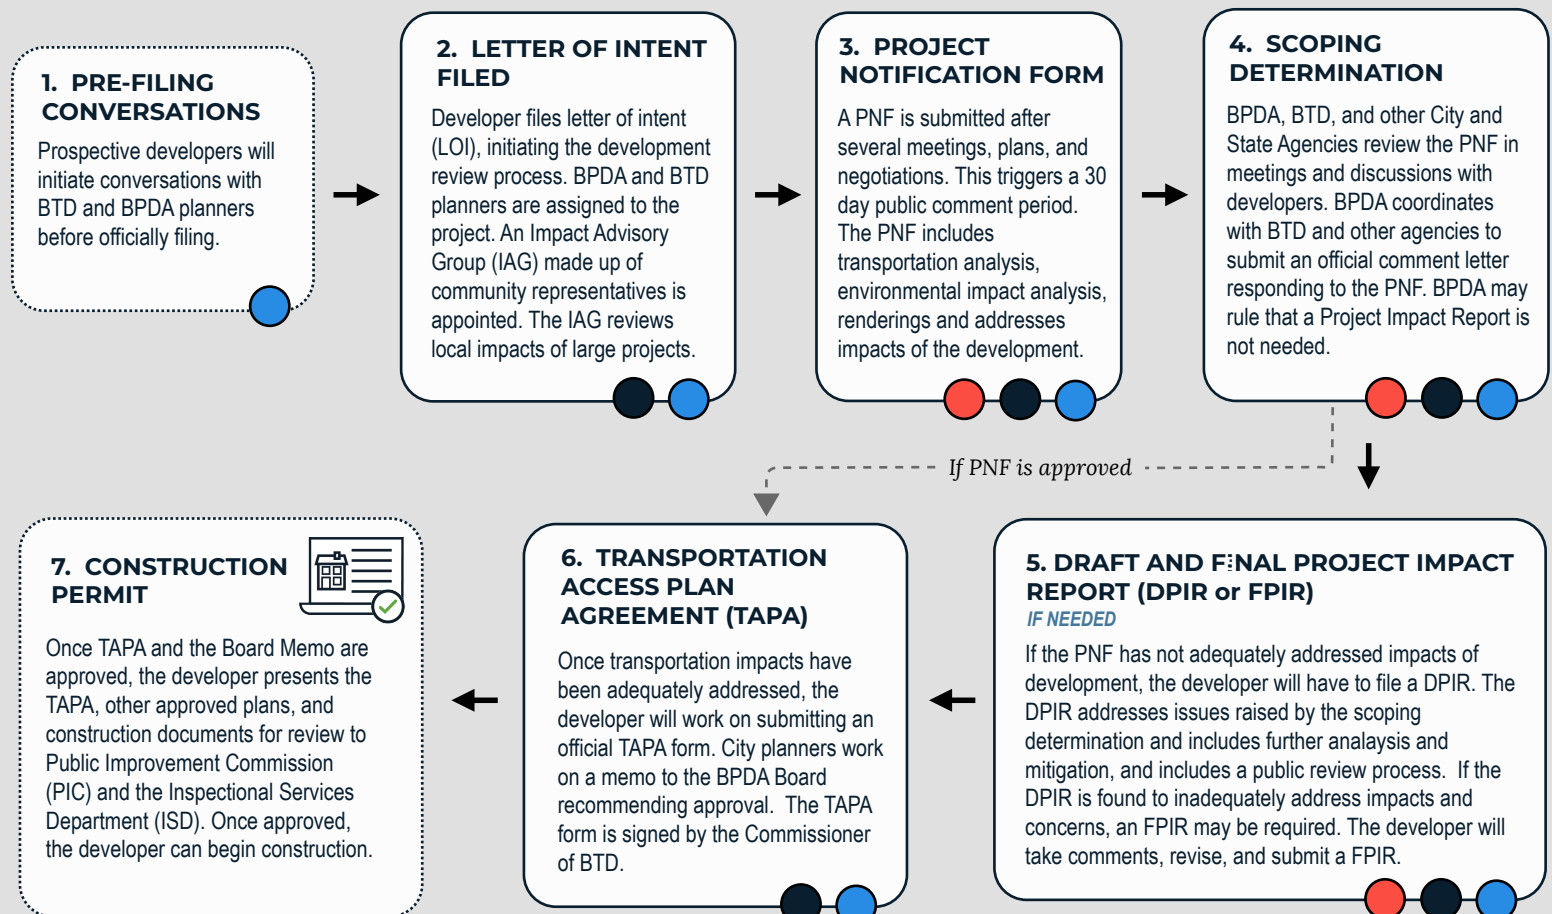 1. PRE-FILING
CONVERSATIONS
Prospective developers will
initiate conversations with
BTD and BPDA planners
before officially filing.
2. LETTER OF INTENT
FILED
Developer files letter of intent
(LOI), initiating the development
review process. BPDA and BTD
planners are assigned to the
project. An Impact Advisory
Group (IAG) made up of
community representatives is
appointed. The IAG reviews
local impacts of large projects.
3. PROJECT
NOTIFICATION FORM
A PNF is submitted after
several meetings, plans, and
negotiations. This triggers a 30
day public comment period.
The PNF includes
transportation analysis,
environmental impact analysis,
renderings and addresses
impacts of the development.
4. SCOPING
DETERMINATION
BPDA, BTD, and other City and
State Agencies review the PNF in
meetings and discussions with
developers. BPDA coordinates
with BTD and other agencies to
submit an official comment letter
responding to the PNF. BPDA may
rule that a Project Impact Report is
not needed.
If PNF is approved
5. DRAFT AND FINAL PROJECT IMPACT
REPORT (DPIR or FPIR)
IF NEEDED
If the PNF has not adequately addressed impacts of
development, the developer will have to file a DPIR. The
DPIR addresses issues raised by the scoping
determination and includes further analaysis and
mitigation, and includes a public review process. If the
DPIR is found to inadequately address impacts and
concerns, an FPIR may be required. The developer will
take comments, revise, and submit a FPIR.
6. TRANSPORTATION
ACCESS PLAN
AGREEMENT (TAPA)
Once transportation impacts have
been adequately addressed, the
developer will work on submitting an
official TAPA form. City planners work
on a memo to the BPDA Board
recommending approval. The TAPA
form is signed by the Commissioner
of BTD.
7. CONSTRUCTION
PERMIT
Once TAPA and the Board Memo are
approved, the developer presents the
TAPA, other approved plans, and
construction documents for review to
Public Improvement Commission
(PIC) and the Inspectional Services
Department (ISD). Once approved,
the developer can begin construction.